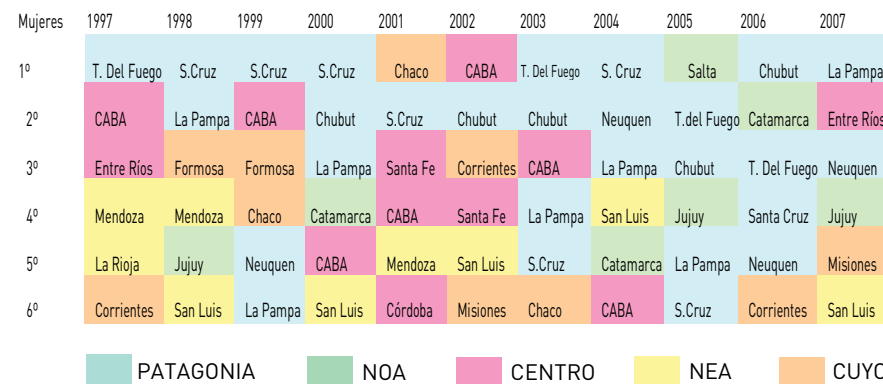 Mujeres 1997 1998 1999 2000 2001 2002 2003 2004 2005 2006 2007
1º T. Del Fuego S.Cruz S.Cruz S.Cruz Chaco CABA T. Del Fuego S. Cruz Salta Chubut La Pampa
2º CABA La Pampa CABA Chubut S.Cruz Chubut Chubut Neuquen T.del Fuego Catamarca Entre Ríos
3º Entre Ríos Formosa Formosa La Pampa Santa Fe Corrientes CABA La Pampa Chubut T. Del Fuego Neuquen
4º Mendoza Mendoza Chaco Catamarca CABA Santa Fe La Pampa San Luis Jujuy Santa Cruz Jujuy
5º La Rioja Jujuy Neuquen CABA Mendoza San Luis S.Cruz Catamarca La Pampa Neuquen Misiones
6º Corrientes San Luis La Pampa San Luis Córdoba Misiones Chaco CABA S.Cruz Corrientes San Luis
PATAGONIA NOA CENTRO NEA CUYO